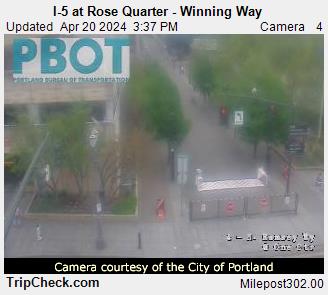 I-5 at Rose Quarter - Winning Way
Updated Apr 20 2024 3:37 PM Camera 4
PBOT
PORTLAND BUREAU OF TRANSPORTATION
Camera courtesy of the City of Portland
TripCheck.com Milepost302.00